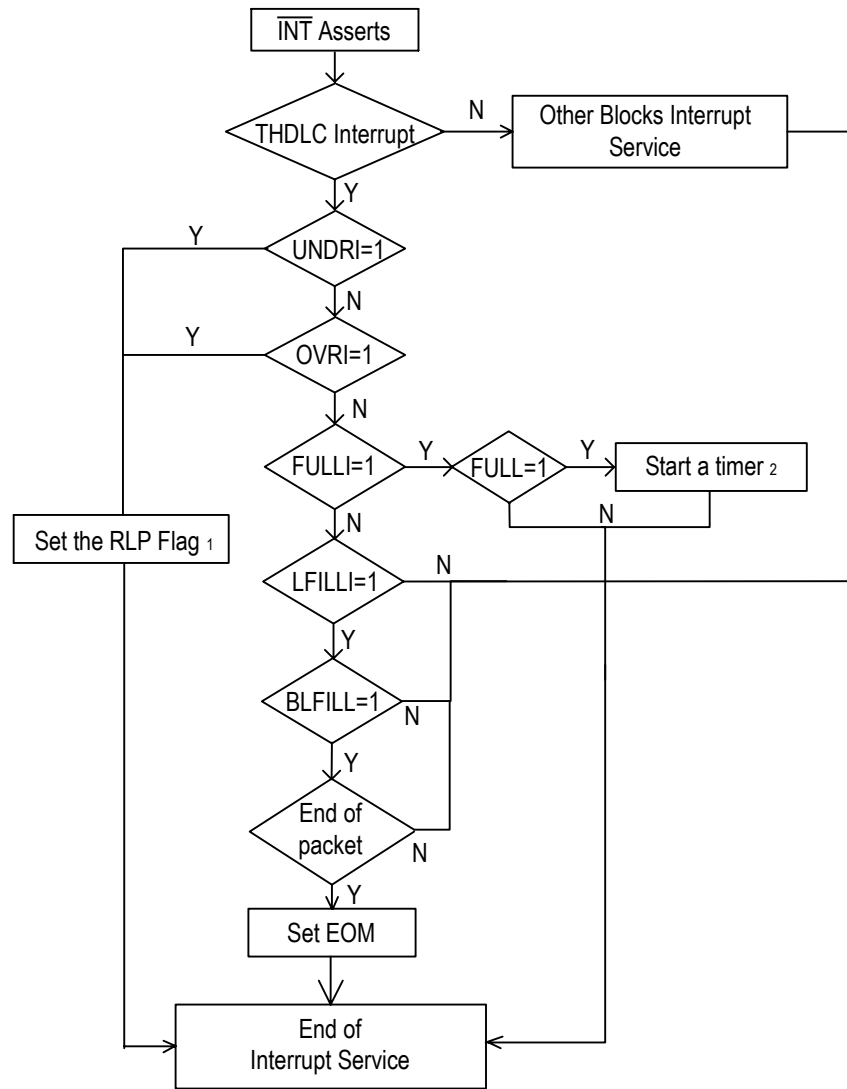 INT Asserts
THDLC Interrupt
N
Other Blocks Interrupt
Service
Y
Y
UNDRI=1
N
Y
OVRI=1
N
FULLI=1
Y
FULL=1
Y
Start a timer 2
N
N
Set the RLP Flag 1
LFILLI=1
N
Y
BLFILL=1
N
Y
End of
packet
N
Y
Set EOM
End of
Interrupt Service